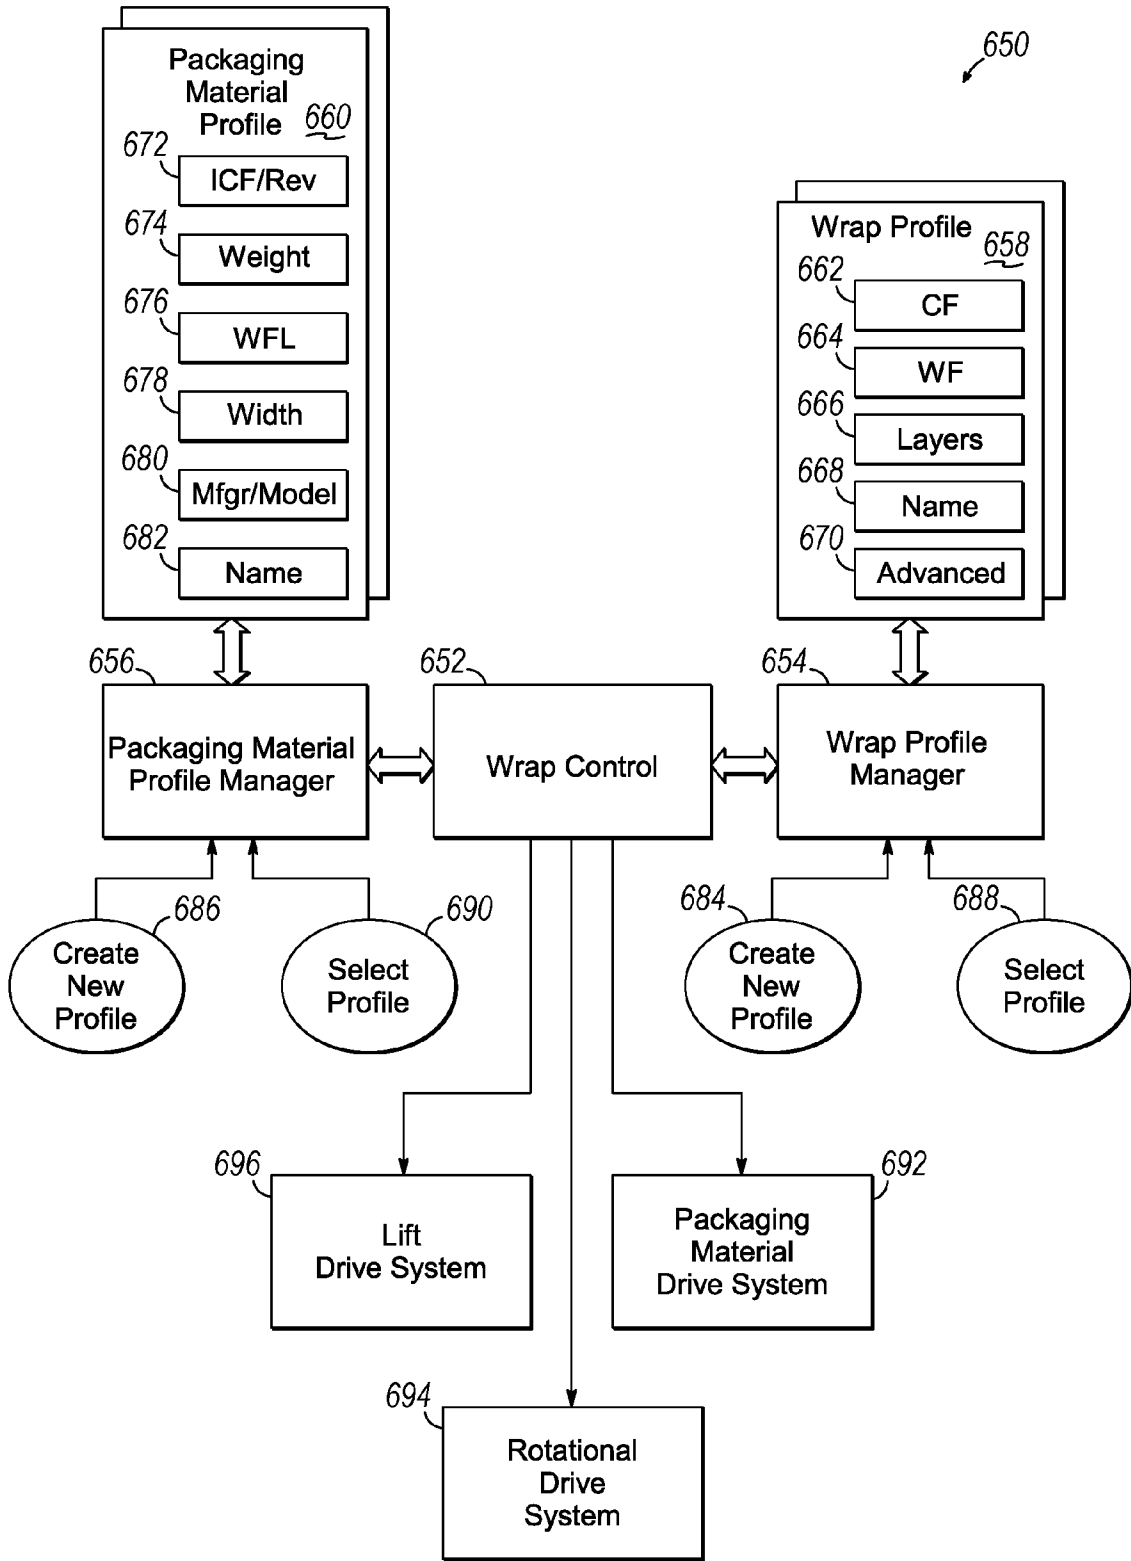 650
Packaging
Material
Profile
660
672
ICF/Rev
674
Weight
676
WFL
678
Width
680
Mfgr/Model
682
Name
Wrap Profile
658
662
CF
664
WF
666
Layers
668
Name
670
Advanced
656
Packaging Material
Profile Manager
652
Wrap Control
654
Wrap Profile
Manager
686
Create
New
Profile
690
Select
Profile
684
Create
New
Profile
688
Select
Profile
696
Lift
Drive System
692
Packaging
Material
Drive System
694
Rotational
Drive
System